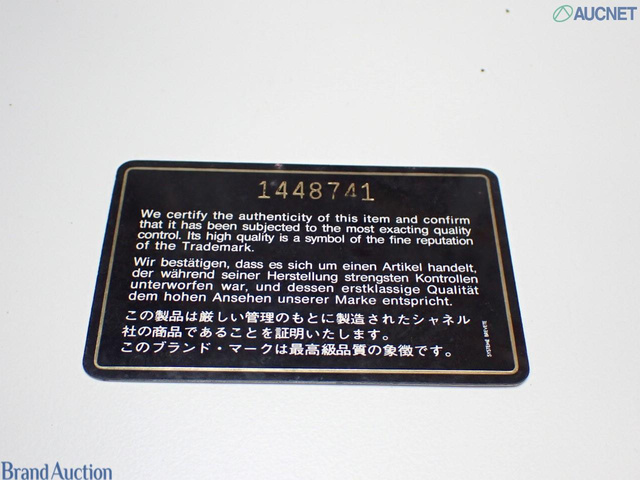 AUCNET
1448741
We certify the authenticity of this item and confirm
that it has been subjected to the most exacting quality
control. Its high quality is a symbol of the fine reputation
of the Trademark.
Wir bestätigen, dass es sich um einen Artikel handelt,
der während seiner Herstellung strengsten Kontrollen
unterworfen war, und dessen erstklassige Qualität
dem hohen Ansehen unserer Marke entspricht.
この製品は厳しい管理のもとに製造されたシャネル
社の商品であることを証明いたします。
このブランド・マークは最高級品質の象徴です。
Brand Auction